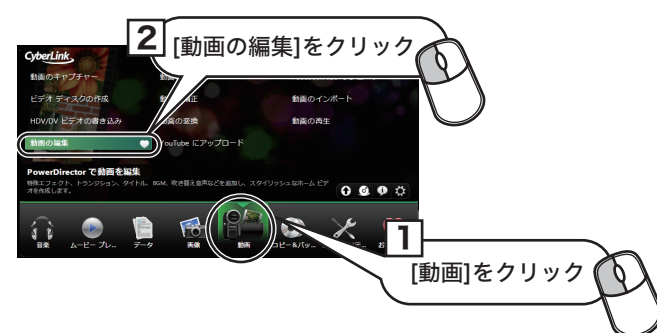 2
[動画の編集]をクリック
CyberLink
動画のキャプチャー
ビデオ ディスクの作成
動画のインポート
HDV/DV ビデオの書き込み
の変換
動画の再生
動画の編集
YouTube にアップロード
PowerDirector で動画を編集
特殊エフェクト、トランジション、タイトル、BGM、吹き替え音声などを追加し、スタイリッシュなホーム ビデ
オを作成します。
音楽
ムービー プレ...
データ
画像
動画
コピー&バッ...
1
[動画]をクリック